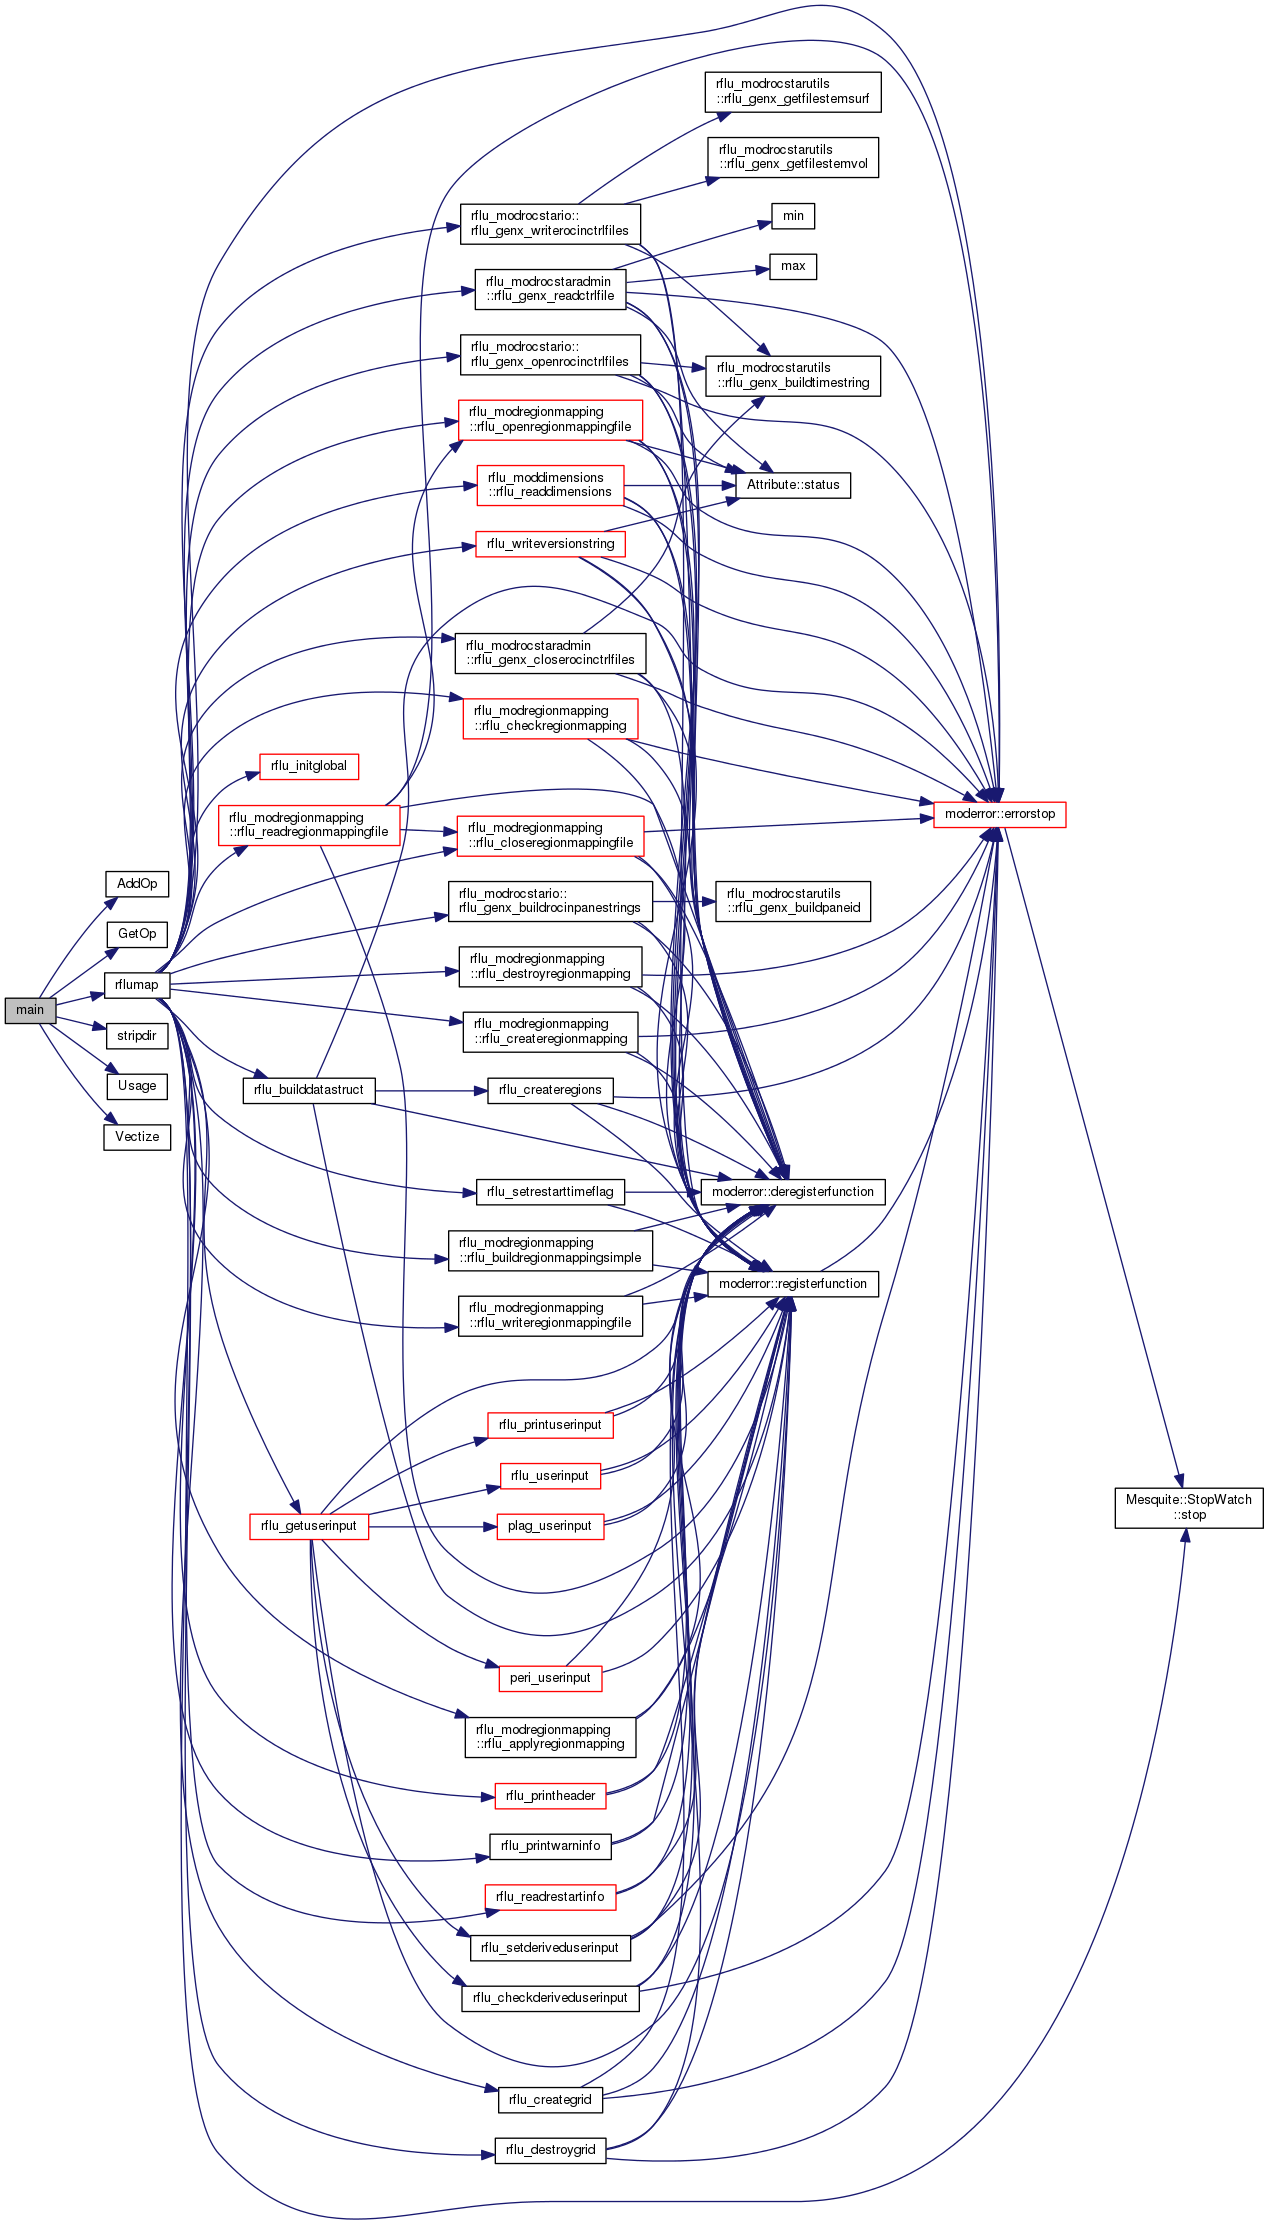 rflu_modrocstarutils
::rflu_genx_getfilestemsurf
rflu_modrocstarutils
::rflu_genx_getfilestemvol
rflu_modrocstario::
rflu_genx_writerocinctrlfiles
min
max
rflu_modrocstaradmin
::rflu_genx_readctrlfile
rflu_modrocstario::
rflu_genx_openrocinctrlfiles
rflu_modrocstarutils
::rflu_genx_buildtimestring
rflu_modregionmapping
::rflu_openregionmappingfile
rflu_moddimensions
::rflu_readdimensions
Attribute::status
rflu_writeversionstring
rflu_modrocstaradmin
::rflu_genx_closerocinctrlfiles
rflu_modregionmapping
::rflu_checkregionmapping
rflu_initglobal
rflu_modregionmapping
::rflu_readregionmappingfile
moderror::errorstop
rflu_modregionmapping
::rflu_closeregionmappingfile
AddOp
rflu_modrocstario::
rflu_genx_buildrocinpanestrings
rflu_modrocstarutils
::rflu_genx_buildpaneid
GetOp
rflu_modregionmapping
::rflu_destroyregionmapping
rflumap
main
stripdir
rflu_modregionmapping
::rflu_createregionmapping
Usage
rflu_builddatastruct
rflu_createregions
Vectize
rflu_setrestarttimeflag
moderror::deregisterfunction
rflu_modregionmapping
::rflu_buildregionmappingsimple
moderror::registerfunction
rflu_modregionmapping
::rflu_writeregionmappingfile
rflu_printuserinput
rflu_userinput
Mesquite::StopWatch
::stop
rflu_getuserinput
plag_userinput
peri_userinput
rflu_modregionmapping
::rflu_applyregionmapping
rflu_printheader
rflu_printwarninfo
rflu_readrestartinfo
rflu_setderiveduserinput
rflu_checkderiveduserinput
rflu_creategrid
rflu_destroygrid